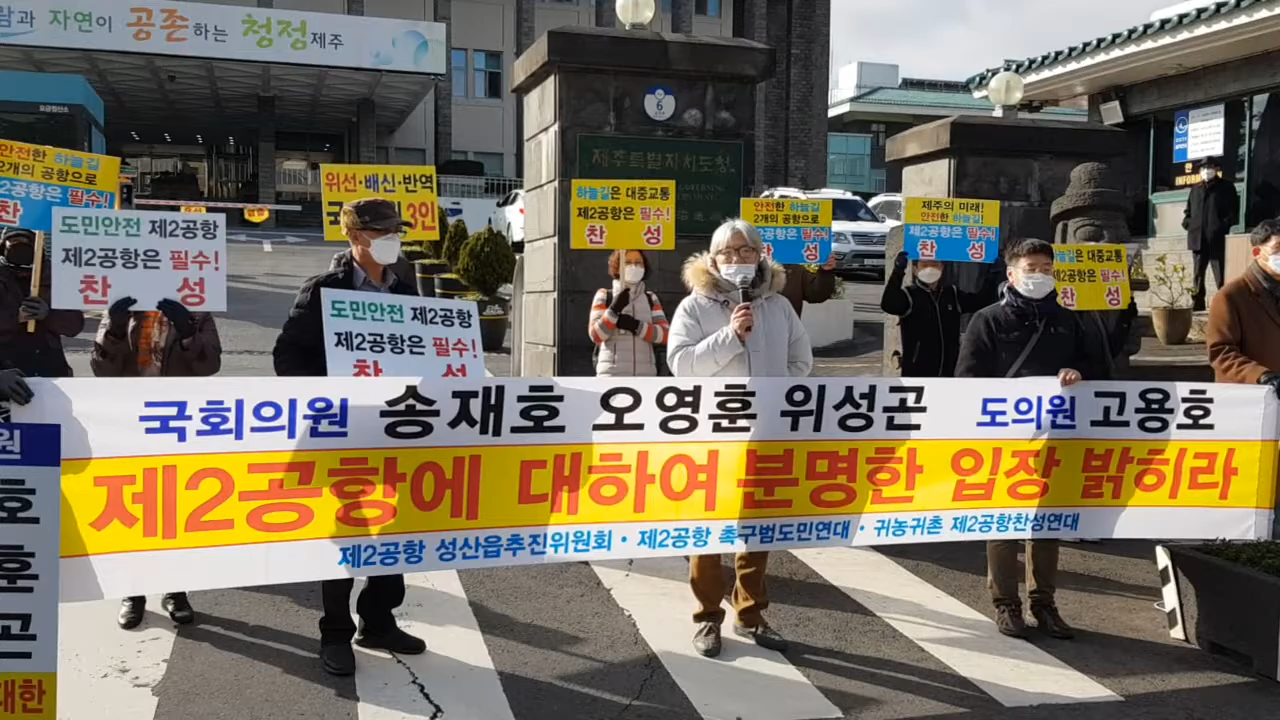 람과 자연이 공존하는 청정제주
요금정산소
6
제주특별자치도청
안전한 하늘길
2개의 공항으로
제2공항은 필수!
찬
도민안전 제2공항
제2공항은 필수!
찬 성
위선·배신·반역
3인
도민안전 제2공항
제2공항은 필수!
찬 성
하늘길은 대중교통
제2공항은 필수!
찬 성
안전한 하늘길
2개의 공항으로
제2공항은 필수!
찬 성
제주의 미래!
안전한 하늘길!
제2공항은 필수!
찬 성
하늘길은 대중교통
제2공항은 필수!
찬 성
국회의원 송재호 오영훈 위성곤 도의원 고용호
제2공항에 대하여 분명한 입장 밝히라
제2공항 성산읍추진위원회· 제2공항 촉구범도민연대· 귀농귀촌 제2공항찬성연대
원
호
훈
곤
대한